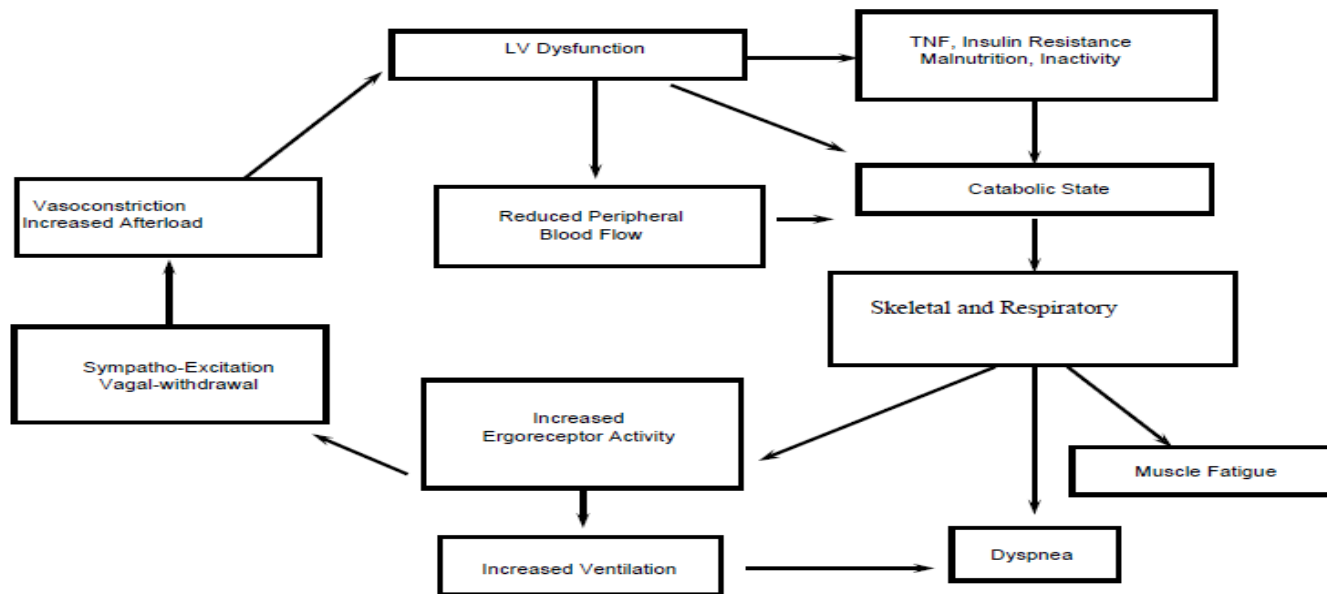 LV Dysfunction
TNF, Insulin Resistance
Malnutrition, Inactivity
Vasoconstriction
Increased Afterload
Reduced Peripheral
Blood Flow
Catabolic State
Skeletal and Respiratory
Sympatho-Excitation
Vagal-withdrawal
Increased
Ergoreceptor Activity
Muscle Fatigue
Increased Ventilation
Dyspnea